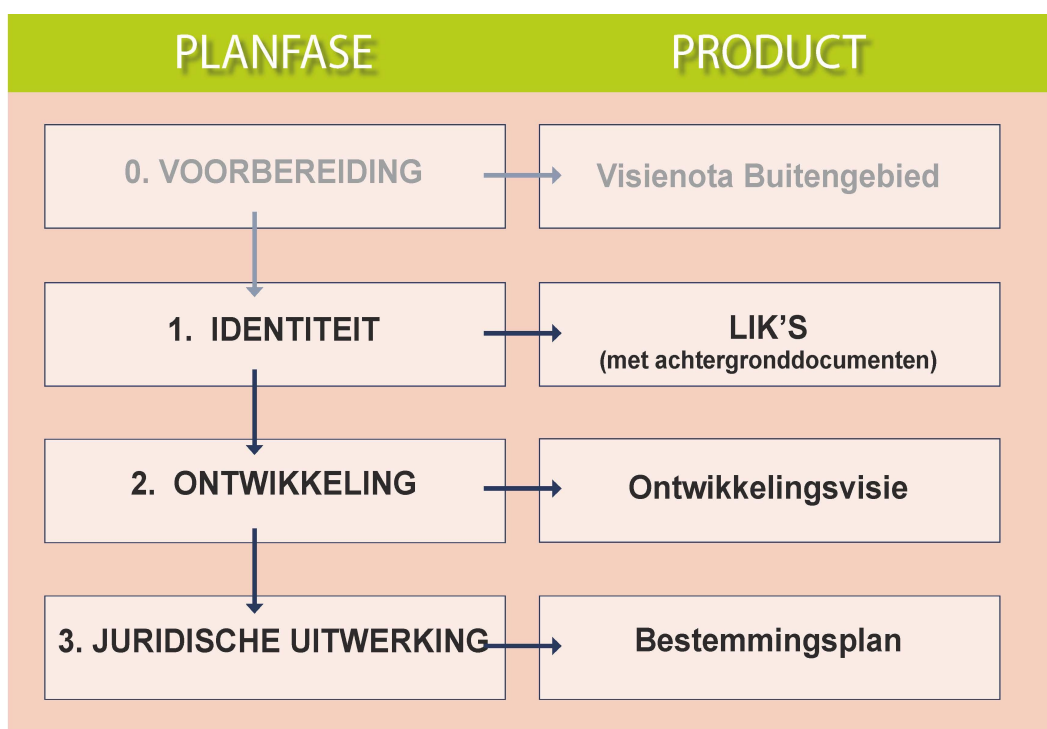 PLANFASE PRODUCT
0. VOORBEREIDING Visienota Buitengebied
1. IDENTITEIT LIK'S
(met achtergronddocumenten)
2. ONTWIKKELING Ontwikkelingsvisie
3. JURIDISCHE UITWERKING Bestemmingsplan